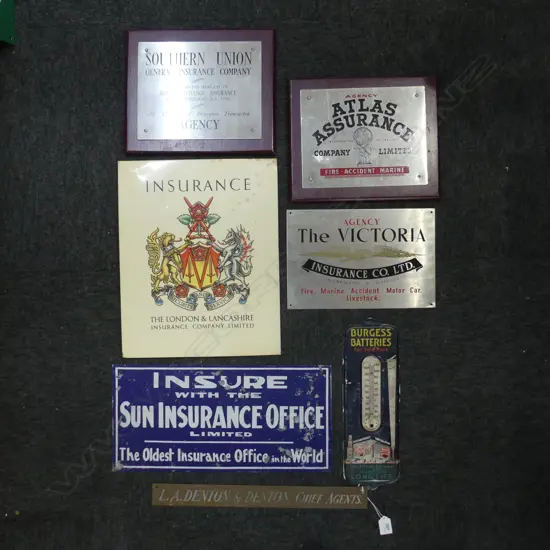 SOUTHERN UNION
GENERAL INSURANCE COMPANY
AGENCY
AGENCY
ATLAS
ASSURANCE
COMPANY LIMITED
FIRE ACCIDENT MARINE
INSURANCE
THE LONDON & LANCASHIRE
INSURANCE COMPANY LIMITED
AGENCY
The VICTORIA
INSURANCE CO. LTD.
Fire, Marine, Accident, Motor Car,
Livestock.
INSURE
WITH THE
SUN INSURANCE OFFICE
LIMITED
The Oldest Insurance Office in the World
BURGESS
BATTERIES
L.A. DENTON & DENTON CHIEF AGENTS